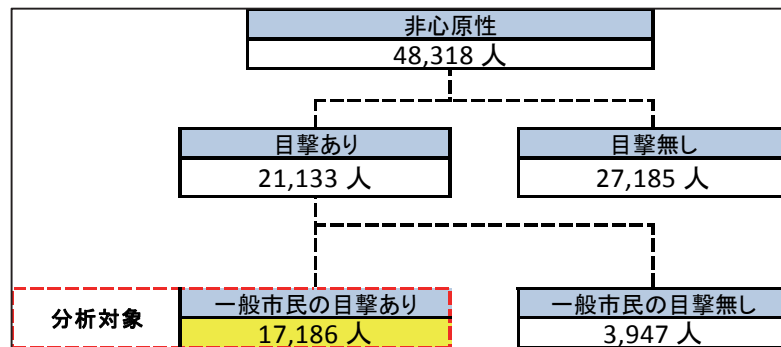 非心原性
48,318 人
目撃あり
目撃無し
21,133 人
27,185 人
分析対象
一般市民の目撃あり
一般市民の目撃無し
17,186 人
3,947 人